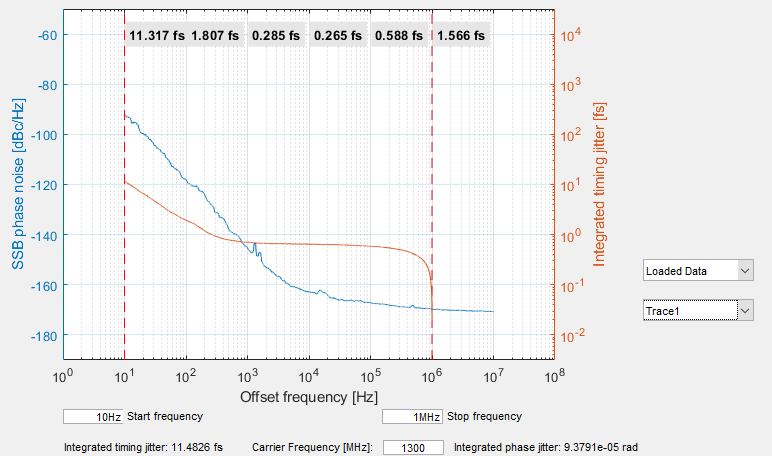 11.317 fs 1.807 fs 0.285 fs 0.265 fs 0.588 fs 1.566 fs
-60
-80
-100
-120
-140
-160
-180
SSB phase noise [dBc/Hz]
10^4
10^3
10^2
10^1
10^0
10^-1
10^-2
Integrated timing jitter [fs]
10^0 10^1 10^2 10^3 10^4 10^5 10^6 10^7 10^8
Offset frequency [Hz]
Loaded Data
Trace1
10Hz Start frequency 1MHz Stop frequency
Integrated timing jitter: 11.4826 fs Carrier Frequency [MHz]: 1300 Integrated phase jitter: 9.3791e-05 rad